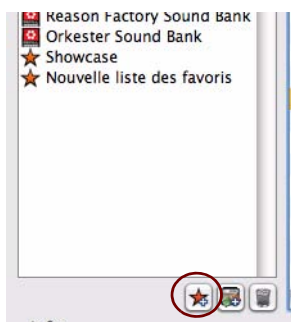 Reason Factory Sound Bank
Orkester Sound Bank
Showcase
Nouvelle liste des favoris